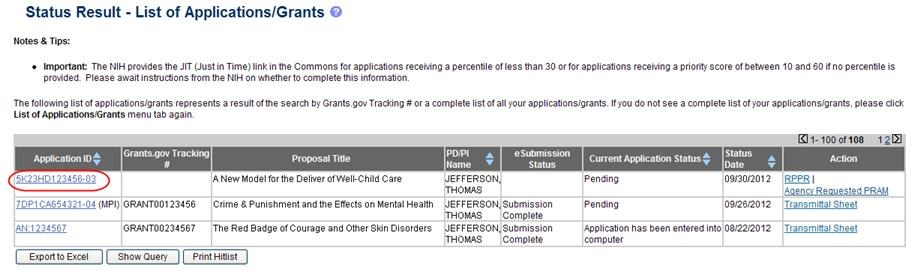 Status Result - List of Applications/Grants ?
Notes & Tips:
• Important: The NIH provides the JIT (Just in Time) link in the Commons for applications receiving a percentile of less than 30 or for applications receiving a priority score of between 10 and 60 if no percentile is
provided. Please await instructions from the NIH on whether to complete this information.
The following list of applications/grants represents a result of the search by Grants.gov Tracking # or a complete list of all your applications/grants. If you do not see a complete list of your applications/grants, please click
List of Applications/Grants menu tab again.
1- 100 of 108 1 2
Application ID Grants.gov Tracking # Proposal Title PD/PI Name eSubmission Status Current Application Status Status Date Action
5K23HD123456-03 A New Model for the Deliver of Well-Child Care JEFFERSON, THOMAS Pending 09/30/2012 RPPR |
Agency Requested PRAM
7DP1CA654321-04 (MPI) GRANT00123456 Crime & Punishment and the Effects on Mental Health JEFFERSON, THOMAS Submission Complete Pending 09/26/2012 Transmittal Sheet
AN:1234567 GRANT00234567 The Red Badge of Courage and Other Skin Disorders JEFFERSON, THOMAS Submission Complete Application has been entered into computer 08/22/2012 Transmittal Sheet
Export to Excel Show Query Print Hitlist